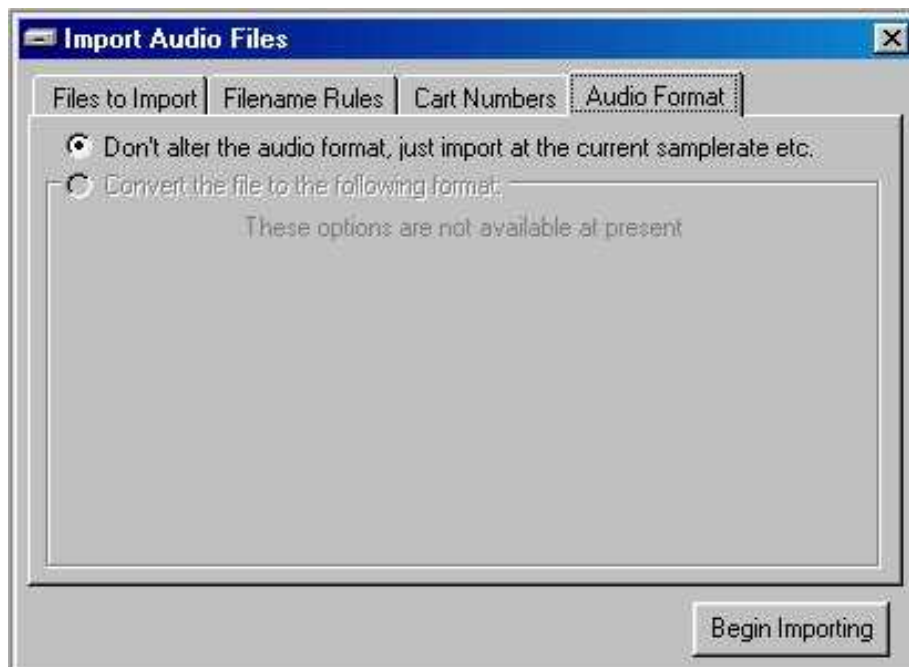 Import Audio Files
Files to Import Filename Rules Cart Numbers Audio Format
Don't alter the audio format, just import at the current samplerate etc.
Convert the file to the following format:
These options are not available at present
Begin Importing